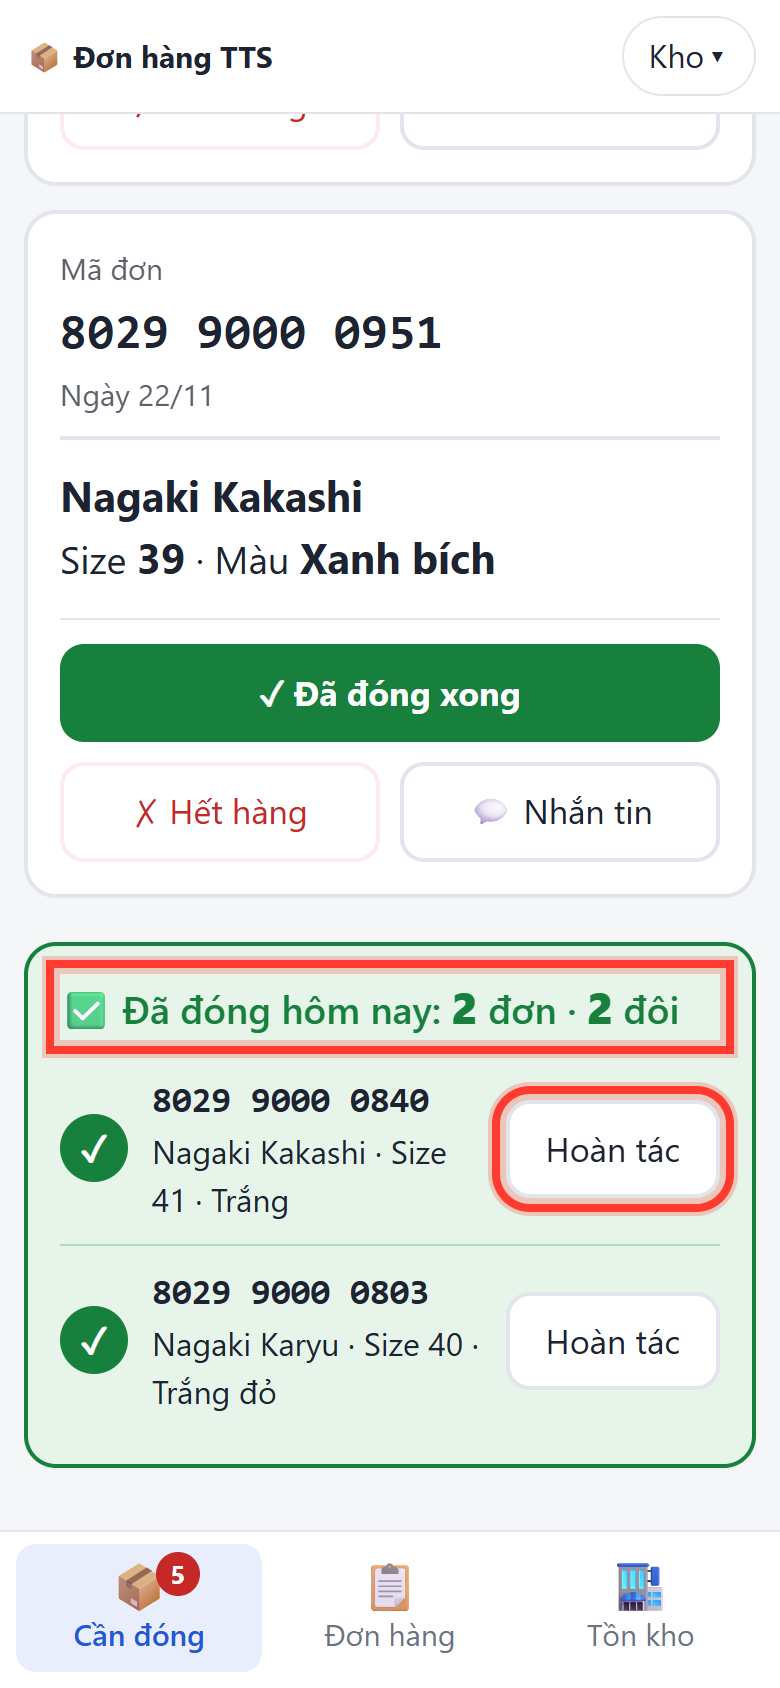 Đơn hàng TTS
Kho ▾
Mã đơn
8029 9000 0951
Ngày 22/11
Nagaki Kakashi
Size 39 · Màu Xanh bích
✓ Đã đóng xong
✗ Hết hàng
Nhắn tin
Đã đóng hôm nay: 2 đơn · 2 đôi
8029 9000 0840
Nagaki Kakashi · Size
41 · Trắng
Hoàn tác
8029 9000 0803
Nagaki Karyu · Size 40 ·
Trắng đỏ
Hoàn tác
5
Cần đóng
Đơn hàng
Tồn kho